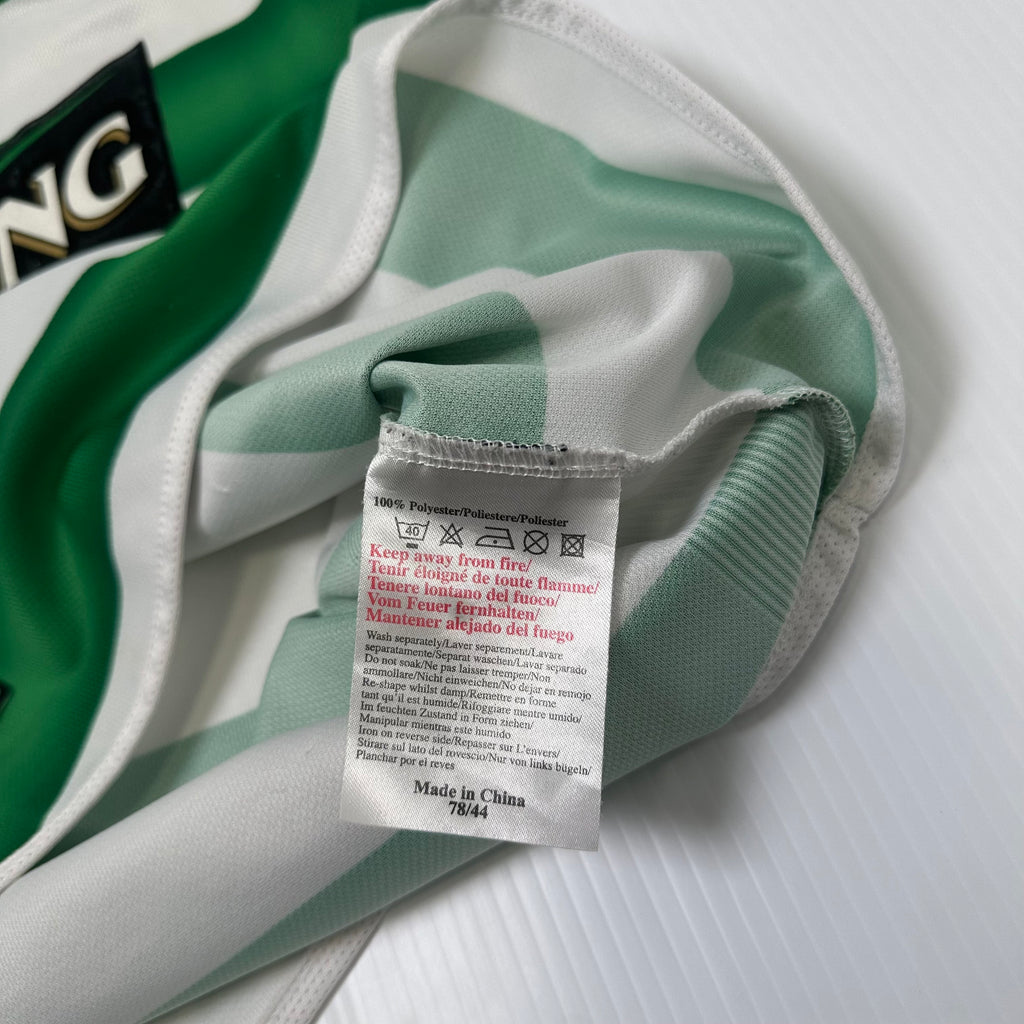 NG
100% Polyester/Poliestere/Poliester
40
Keep away from fire/
Tenir éloigné de toute flamme/
Tenere lontano del fuoco/
Vom Feuer fernhalten/
Mantener alejado del fuego
Wash separately/Laver separement/Lavare
separatamente/Separat waschen/Lavar separado
Do not soak/Ne pas laisser tremper/Non
ammollare/Nicht einweichen/No dejar en remojo
Re-shape whilst damp/Remettre en forme
tant qu'il est humide/Rifoggiare mentre umido/
Im feuchten Zustand in Form ziehen/
Manipular mientras este humido
Iron on reverse side/Repasser sur L'envers/
Stirare sul lato del rovescio/Nur von links bügeln/
Planchar por el reves
Made in China
78/44